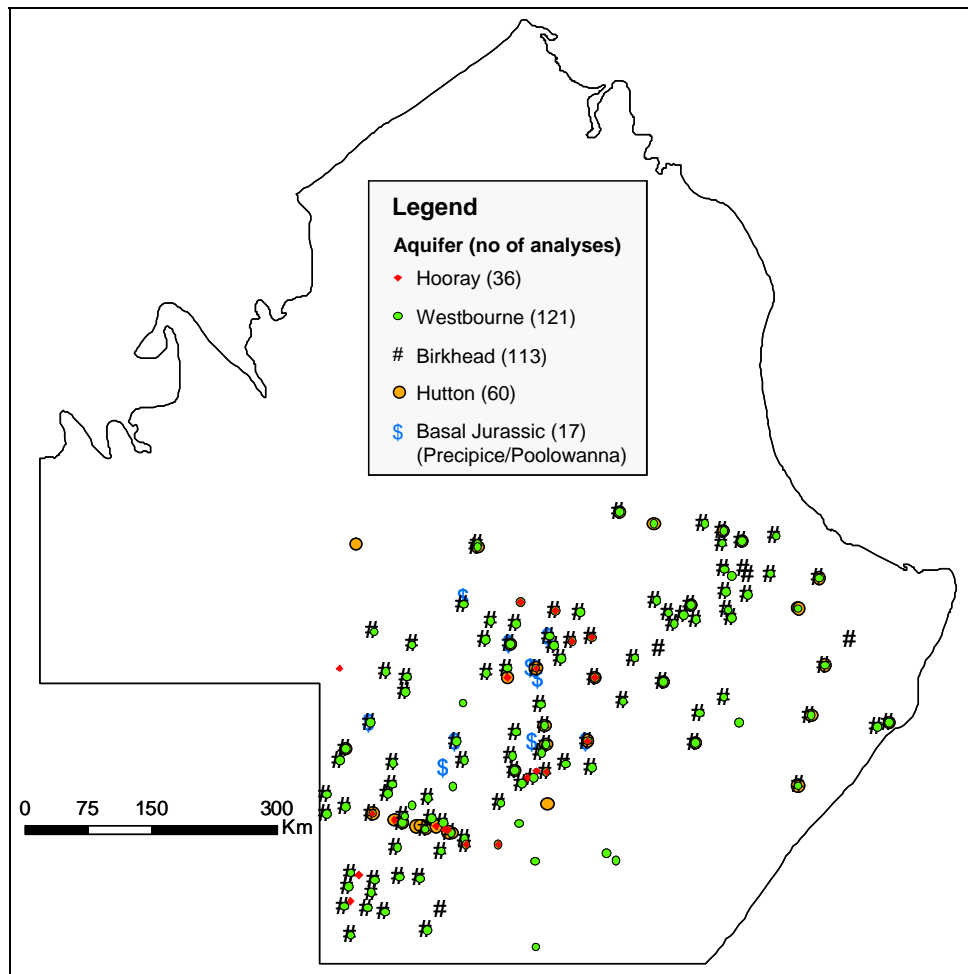 Legend
Aquifer (no of analyses)
Hooray (36)
Westbourne (121)
# Birkhead (113)
Hutton (60)
$ Basal Jurassic (17)
(Precipice/Poolowanna)
0 75 150 300
Km